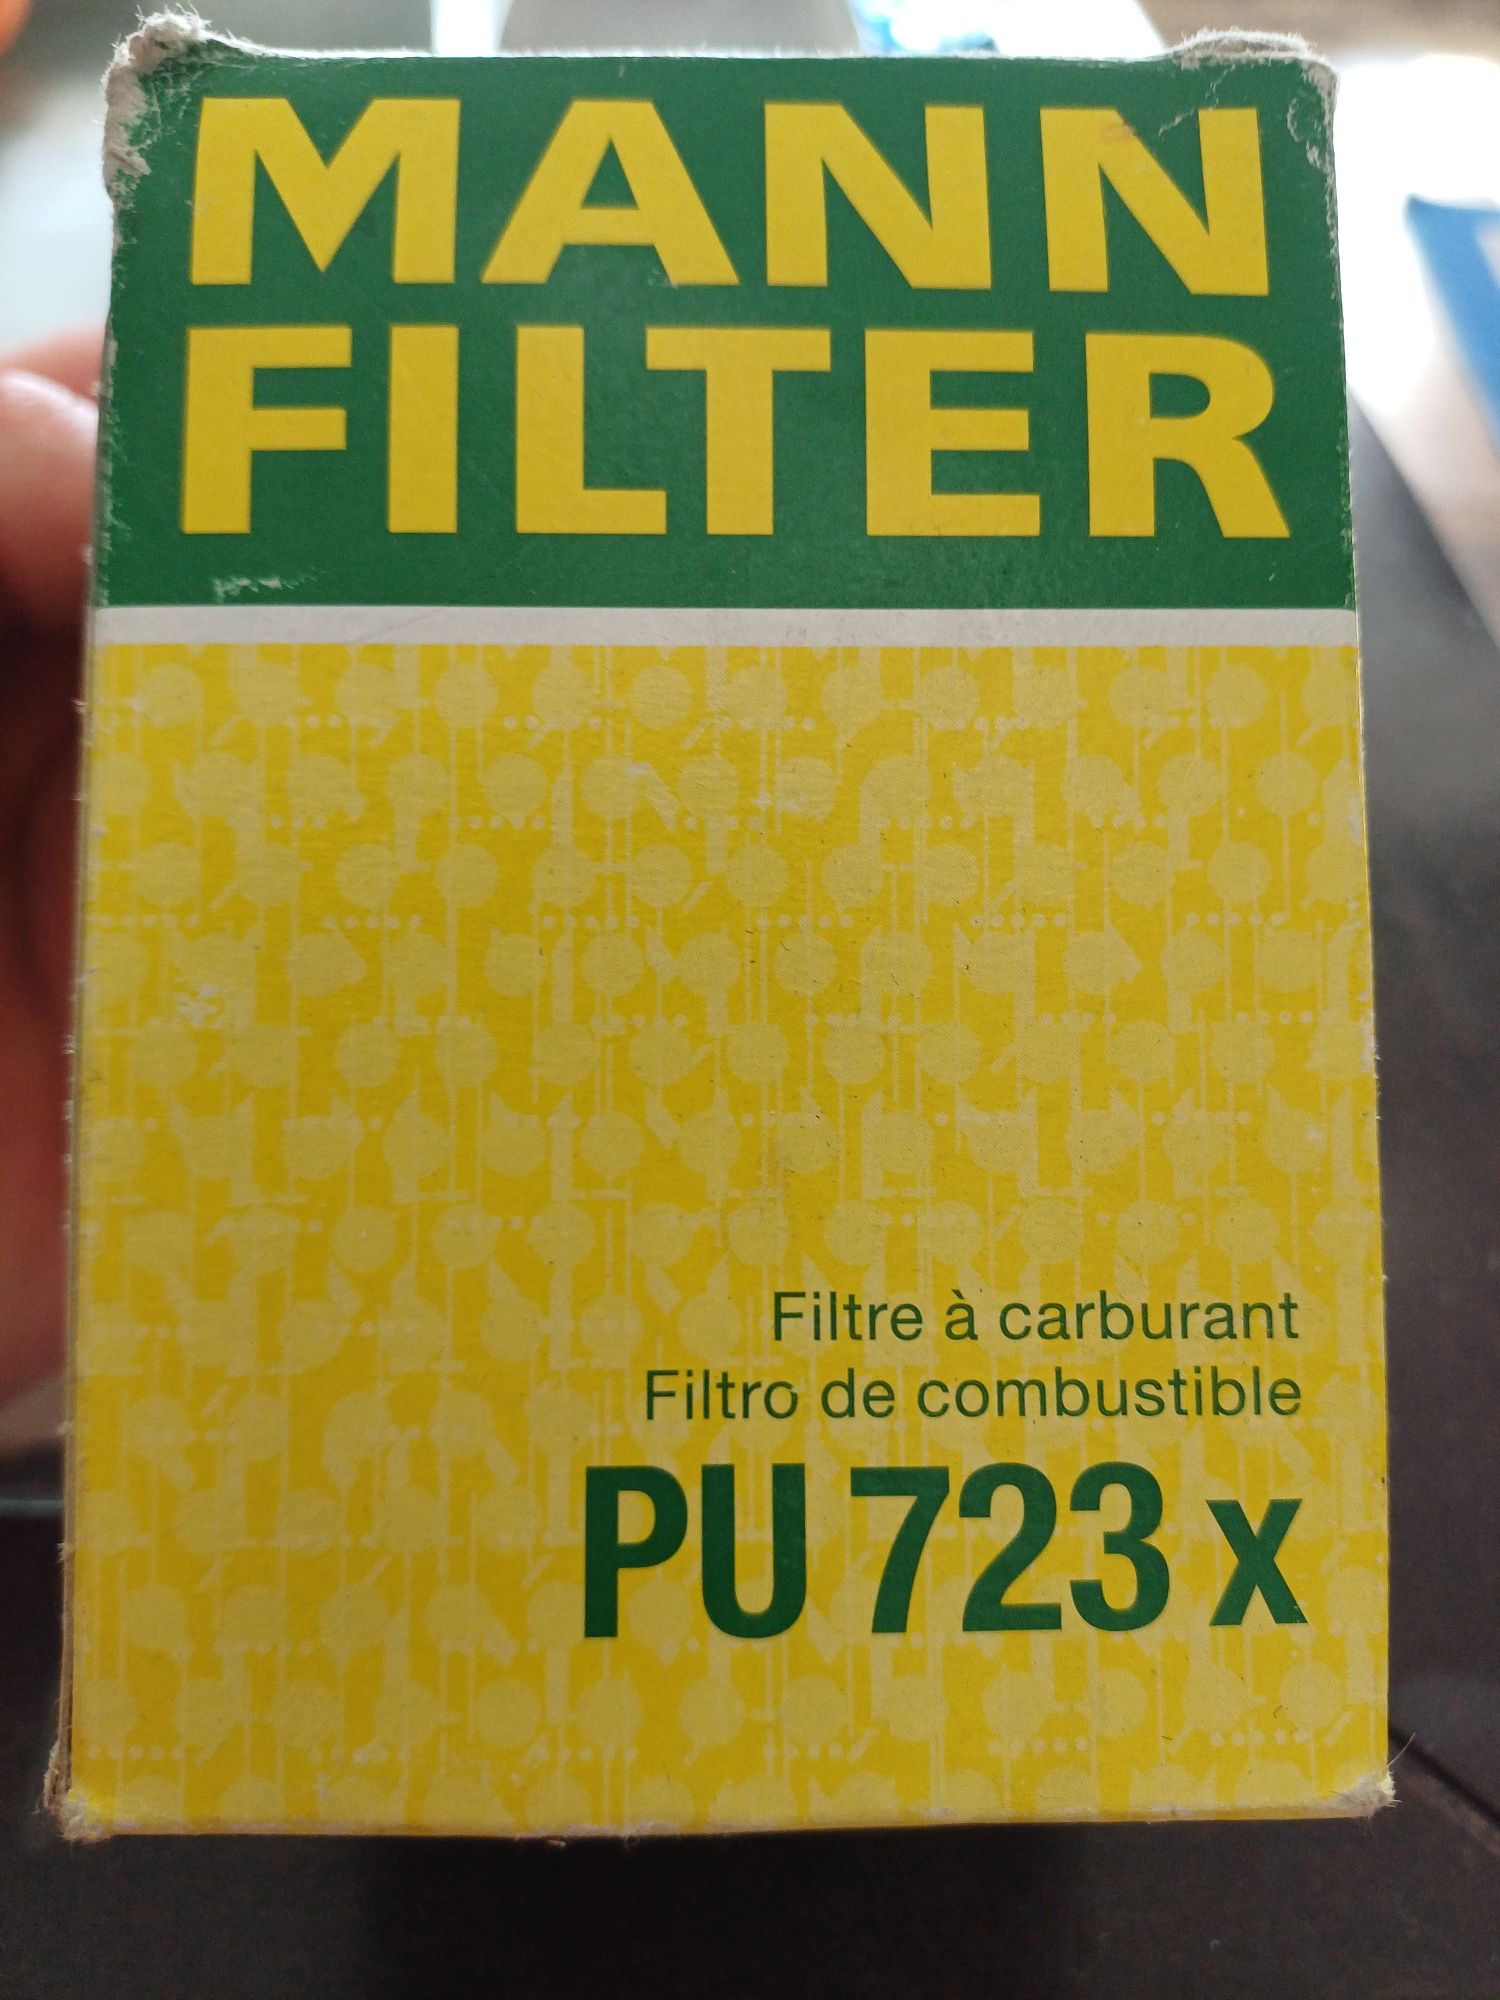 MANN
FILTER
Filtre à carburant
Filtro de combustible
PU 723 x